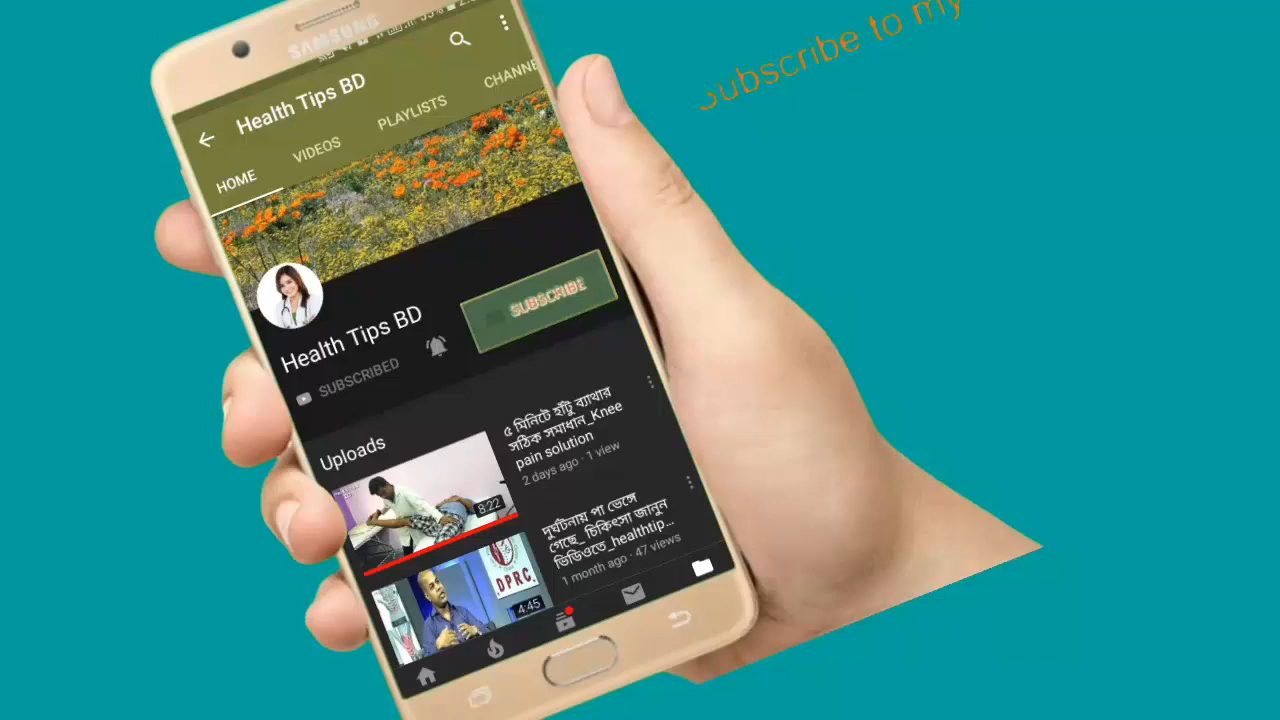 Subscribe to my
SAMSUNG
Health Tips BD
HOME VIDEOS PLAYLISTS CHANNE
SUBSCRIBE
Health Tips BD
SUBSCRIBED
Uploads
৫ মিনিটে হাঁটু ব্যাথার
সঠিক সমাধান_Knee
pain solution
2 days ago · 1 view
8:22
দুর্ঘটনায় পা ভেঙ্গে
গেছে_ চিকিৎসা জানুন
ভিডিওতে_healthtip...
1 month ago · 47 views
DPRC
4:45